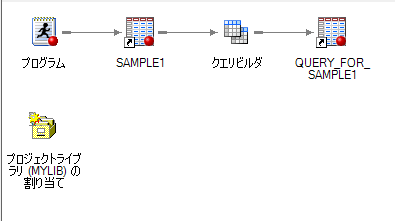 プログラム
SAMPLE1
クエリビルダ
QUERY_FOR_
SAMPLE1
プロジェクトライブ
ラリ (MYLIB) の
割り当て